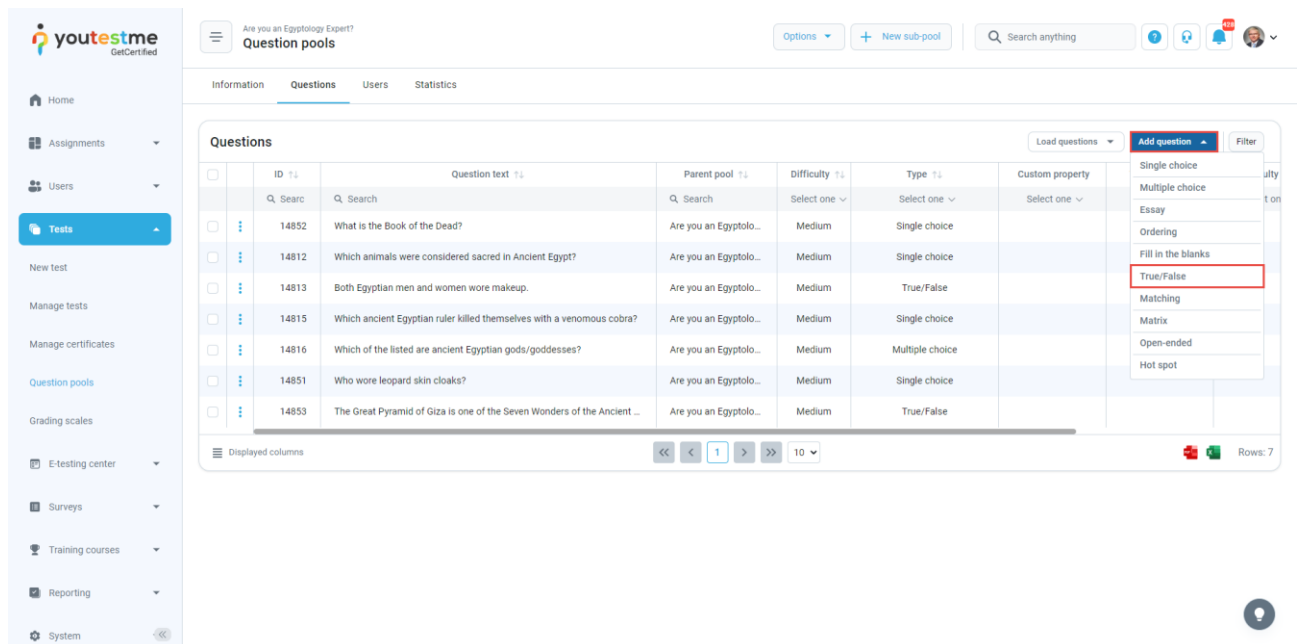 youtestme
GetCertified
Are you an Egyptology Expert?
Question pools
Options
+ New sub-pool
Search anything
428
Home
Assignments
Users
Tests
New test
Manage tests
Manage certificates
Question pools
Grading scales
E-testing center
Surveys
Training courses
Reporting
System
Information Questions Users Statistics
Questions
Load questions Add question Filter
ID Question text Parent pool Difficulty Type Custom property ulty
Searc Search Search Select one Select one Select one t on
14852 What is the Book of the Dead? Are you an Egyptolo... Medium Single choice
14812 Which animals were considered sacred in Ancient Egypt? Are you an Egyptolo... Medium Single choice
14813 Both Egyptian men and women wore makeup. Are you an Egyptolo... Medium True/False
14815 Which ancient Egyptian ruler killed themselves with a venomous cobra? Are you an Egyptolo... Medium Single choice
14816 Which of the listed are ancient Egyptian gods/goddesses? Are you an Egyptolo... Medium Multiple choice
14851 Who wore leopard skin cloaks? Are you an Egyptolo... Medium Single choice
14853 The Great Pyramid of Giza is one of the Seven Wonders of the Ancient ... Are you an Egyptolo... Medium True/False
Single choice
Multiple choice
Essay
Ordering
Fill in the blanks
True/False
Matching
Matrix
Open-ended
Hot spot
Displayed columns
<< < 1 > >> 10
Rows: 7